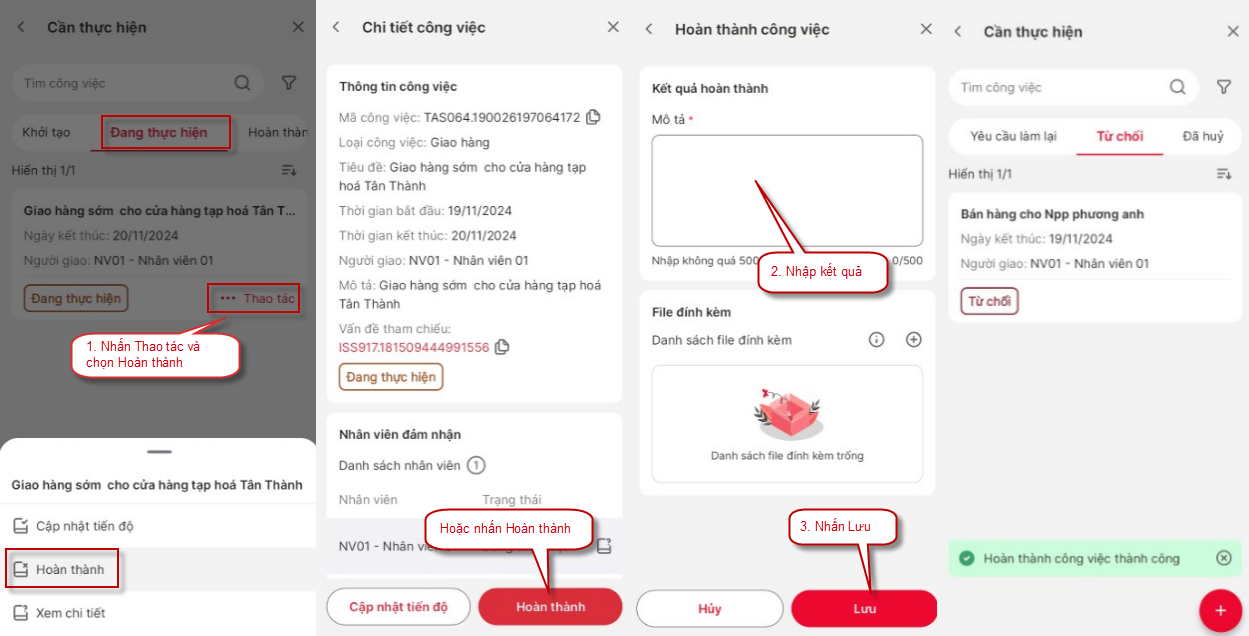 Cần thực hiện
Tìm công việc
Khởi tạo
Đang thực hiện
Hoàn thàn
Hiển thị 1/1
Giao hàng sớm cho cửa hàng tạp hoá Tân T...
Ngày kết thúc: 20/11/2024
Người giao: NV01 - Nhân viên 01
Đang thực hiện
Thao tác
1. Nhấn Thao tác và
chọn Hoàn thành
Giao hàng sớm cho cửa hàng tạp hoá Tân Thành
Cập nhật tiến độ
Hoàn thành
Xem chi tiết
Chi tiết công việc
Thông tin công việc
Mã công việc: TAS064.190026197064172
Loại công việc: Giao hàng
Tiêu đề: Giao hàng sớm cho cửa hàng tạp
hoá Tân Thành
Thời gian bắt đầu: 19/11/2024
Thời gian kết thúc: 20/11/2024
Người giao: NV01 - Nhân viên 01
Mô tả: Giao hàng sớm cho cửa hàng tạp hoá
Tân Thành
Vấn đề tham chiếu:
ISS917.181509444991556
Đang thực hiện
Nhân viên đảm nhận
Danh sách nhân viên 1
Nhân viên
Trạng thái
Hoặc nhấn Hoàn thành
NV01 - Nhân
Cập nhật tiến độ
Hoàn thành
Hoàn thành công việc
Kết quả hoàn thành
Mô tả *
Nhập không quá 500
0/500
2. Nhập kết quả
File đính kèm
Danh sách file đính kèm
Danh sách file đính kèm trống
3. Nhấn Lưu
Hủy
Lưu
Cần thực hiện
Tìm công việc
Yêu cầu làm lại
Từ chối
Đã huỷ
Hiển thị 1/1
Bán hàng cho Npp phương anh
Ngày kết thúc: 19/11/2024
Người giao: NV01 - Nhân viên 01
Từ chối
Hoàn thành công việc thành công